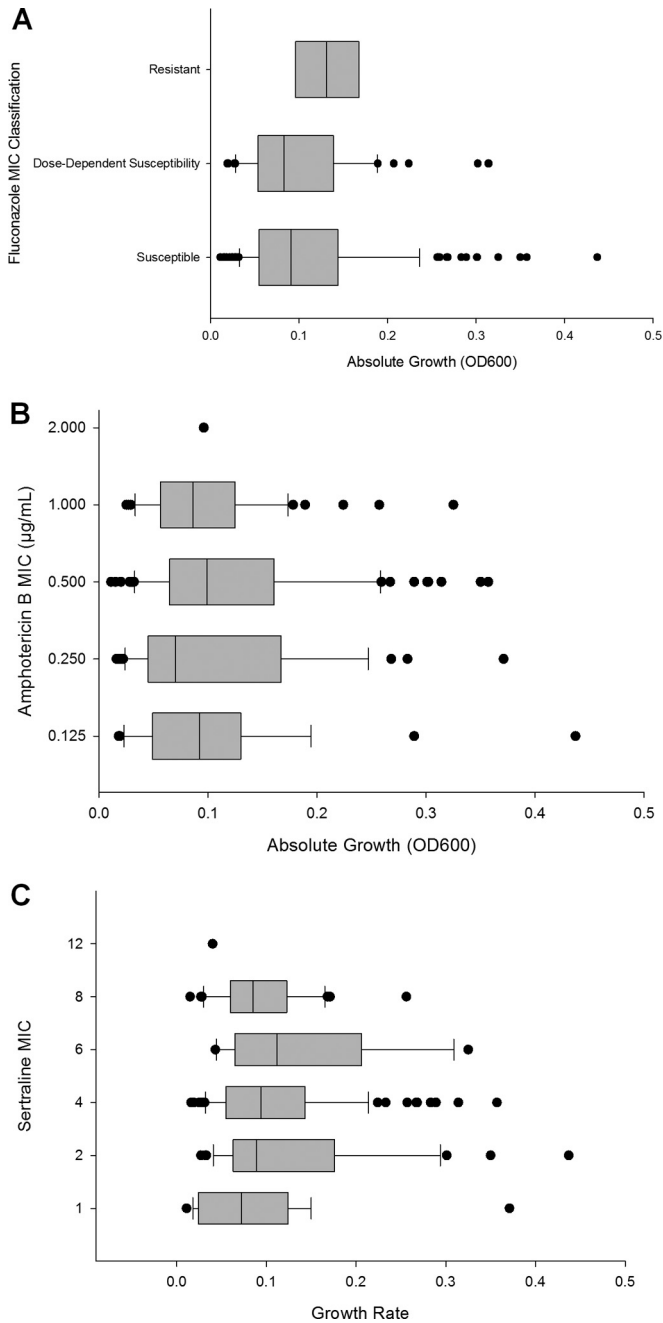 A
Fluconazole MIC Classification
Resistant
Dose-Dependent Susceptibility
Susceptible
0.0 0.1 0.2 0.3 0.4 0.5
Absolute Growth (OD600)
B
Amphotericin B MIC (µg/mL)
2.000
1.000
0.500
0.250
0.125
0.0 0.1 0.2 0.3 0.4 0.5
Absolute Growth (OD600)
C
Sertraline MIC
12
8
6
4
2
1
0.0 0.1 0.2 0.3 0.4 0.5
Growth Rate